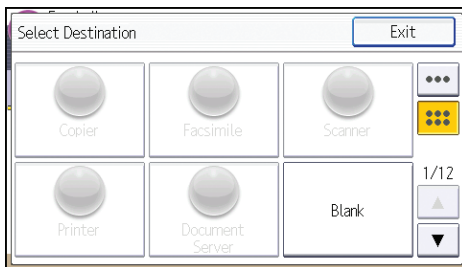 Select Destination
Exit
Copier
Facsimile
Scanner
1/12
Printer
Document
Server
Blank